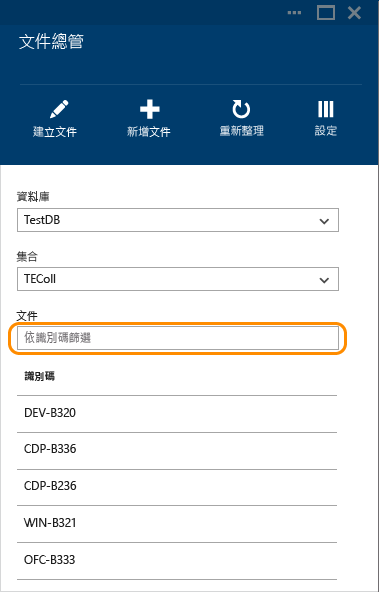 文件總管
建立文件
新增文件
重新整理
設定
資料庫
TestDB
集合
TEColl
文件
依識別碼篩選
識別碼
DEV-B320
CDP-B336
CDP-B236
WIN-B321
OFC-B333